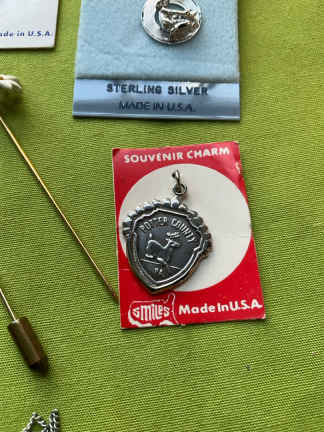 ade in U.S.A.
STERLING SILVER
MADE IN U.S.A.
SOUVENIR CHARM
POTTER COUNTY
PA
SMILES
Made In U.S.A.